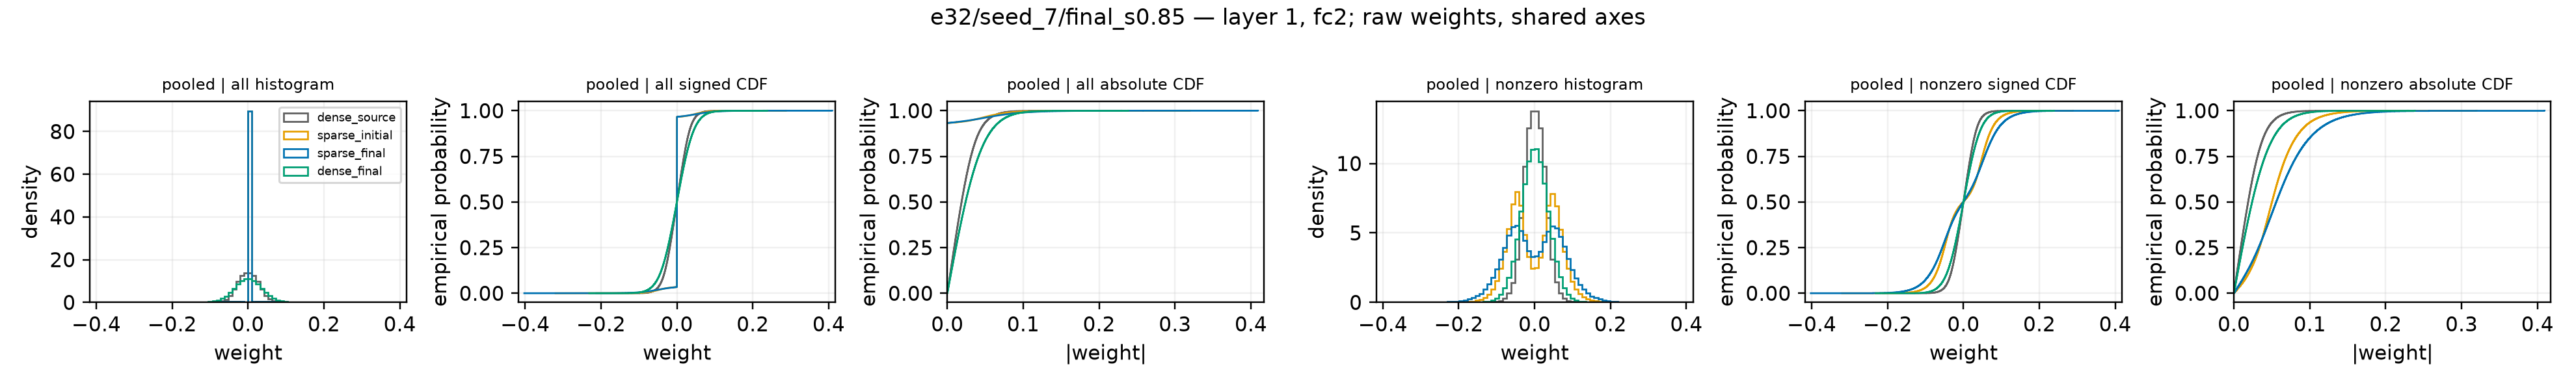 e32/seed_7/final_s0.85 — layer 1, fc2; raw weights, shared axes
pooled | all histogram
density
80
60
40
20
0
dense_source
sparse_initial
sparse_final
dense_final
−0.4 −0.2 0.0 0.2 0.4
weight
pooled | all signed CDF
empirical probability
1.00
0.75
0.50
0.25
0.00
−0.4 −0.2 0.0 0.2 0.4
weight
pooled | all absolute CDF
empirical probability
1.00
0.75
0.50
0.25
0.00
0.0 0.1 0.2 0.3 0.4
|weight|
pooled | nonzero histogram
density
10
5
0
−0.4 −0.2 0.0 0.2 0.4
weight
pooled | nonzero signed CDF
empirical probability
1.00
0.75
0.50
0.25
0.00
−0.4 −0.2 0.0 0.2 0.4
weight
pooled | nonzero absolute CDF
empirical probability
1.00
0.75
0.50
0.25
0.00
0.0 0.1 0.2 0.3 0.4
|weight|